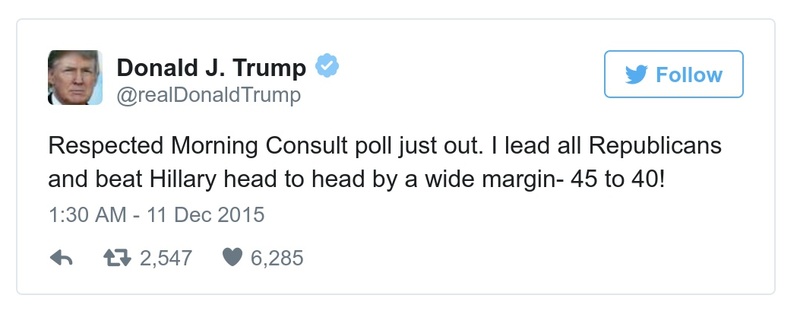 Donald J. Trump
@realDonaldTrump
Follow
Respected Morning Consult poll just out. I lead all Republicans
and beat Hillary head to head by a wide margin- 45 to 40!
1:30 AM - 11 Dec 2015
2,547 6,285